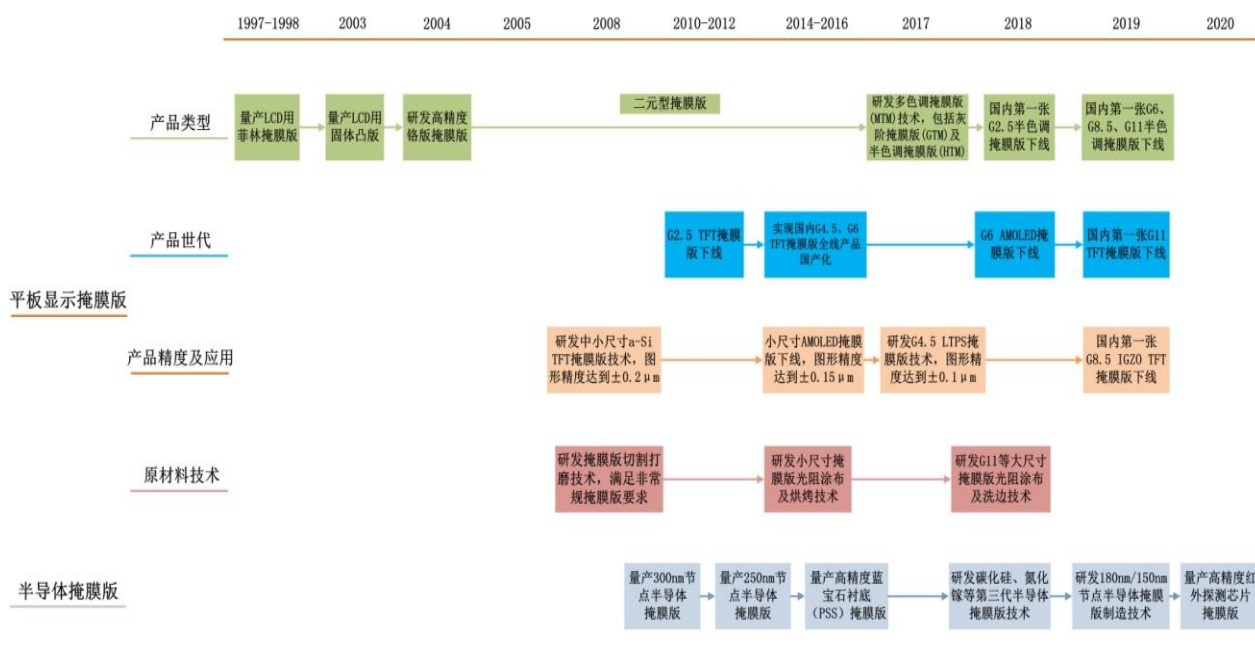 1997-1998 2003 2004 2005 2008 2010-2012 2014-2016 2017 2018 2019 2020
产品类型
量产LCD用
菲林掩膜版
量产LCD用
固体凸版
研发高精度
铬版掩膜版
二元型掩膜版
研发多色调掩膜版
(MTM)技术，包括灰
阶掩膜版(GTM)及
半色调掩膜版(HTM)
国内第一张
G2.5半色调
掩膜版下线
国内第一张G6、
G8.5、G11半色
调掩膜版下线
产品世代
G2.5 TFT掩膜
版下线
实现国内G4.5、G6
TFT掩膜版全线产品
国产化
G6 AMOLED掩
膜版下线
国内第一张G11
TFT掩膜版下线
平板显示掩膜版
产品精度及应用
研发中小尺寸a-Si
TFT掩膜版技术，图
形精度达到±0.2μm
小尺寸AMOLED掩膜
版下线，图形精度
达到±0.15μm
研发G4.5 LTPS掩
膜版技术，图形精
度达到±0.1μm
国内第一张
G8.5 IGZO TFT
掩膜版下线
原材料技术
研发掩膜版切割打
磨技术，满足非常
规掩膜版要求
研发小尺寸掩
膜版光阻涂布
及烘烤技术
研发G11等大尺寸
掩膜版光阻涂布
及洗边技术
半导体掩膜版
量产300nm节
点半导体
掩膜版
量产250nm节
点半导体
掩膜版
量产高精度蓝
宝石衬底
（PSS）掩膜版
研发碳化硅、氮化
镓等第三代半导体
掩膜版技术
研发180nm/150nm
节点半导体掩膜
版制造技术
量产高精度红
外探测芯片
掩膜版